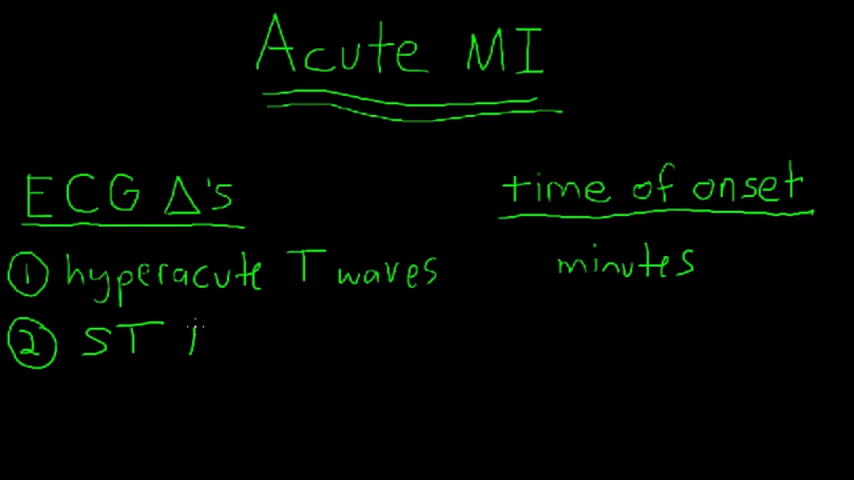 Acute MI
ECG Δ's time of onset
① hyperacute T waves minutes
② ST